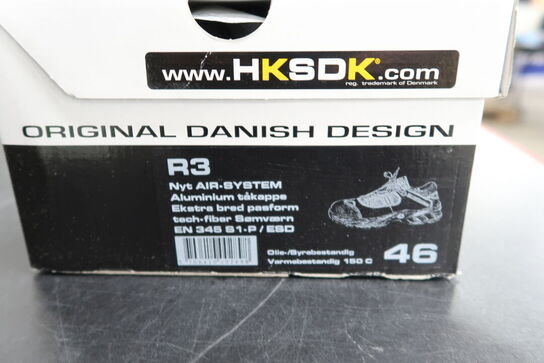 www.HKSDK®.com
reg. trademark of Denmark
ORIGINAL DANISH DESIGN
R3
Nyt AIR-SYSTEM
Aluminium tåkappe
Ekstra bred pasform
tech-fiber Sømværn
EN 345 S1-P / ESD
Olie-/Syrebestandig
Varmebestandig 150 C
46